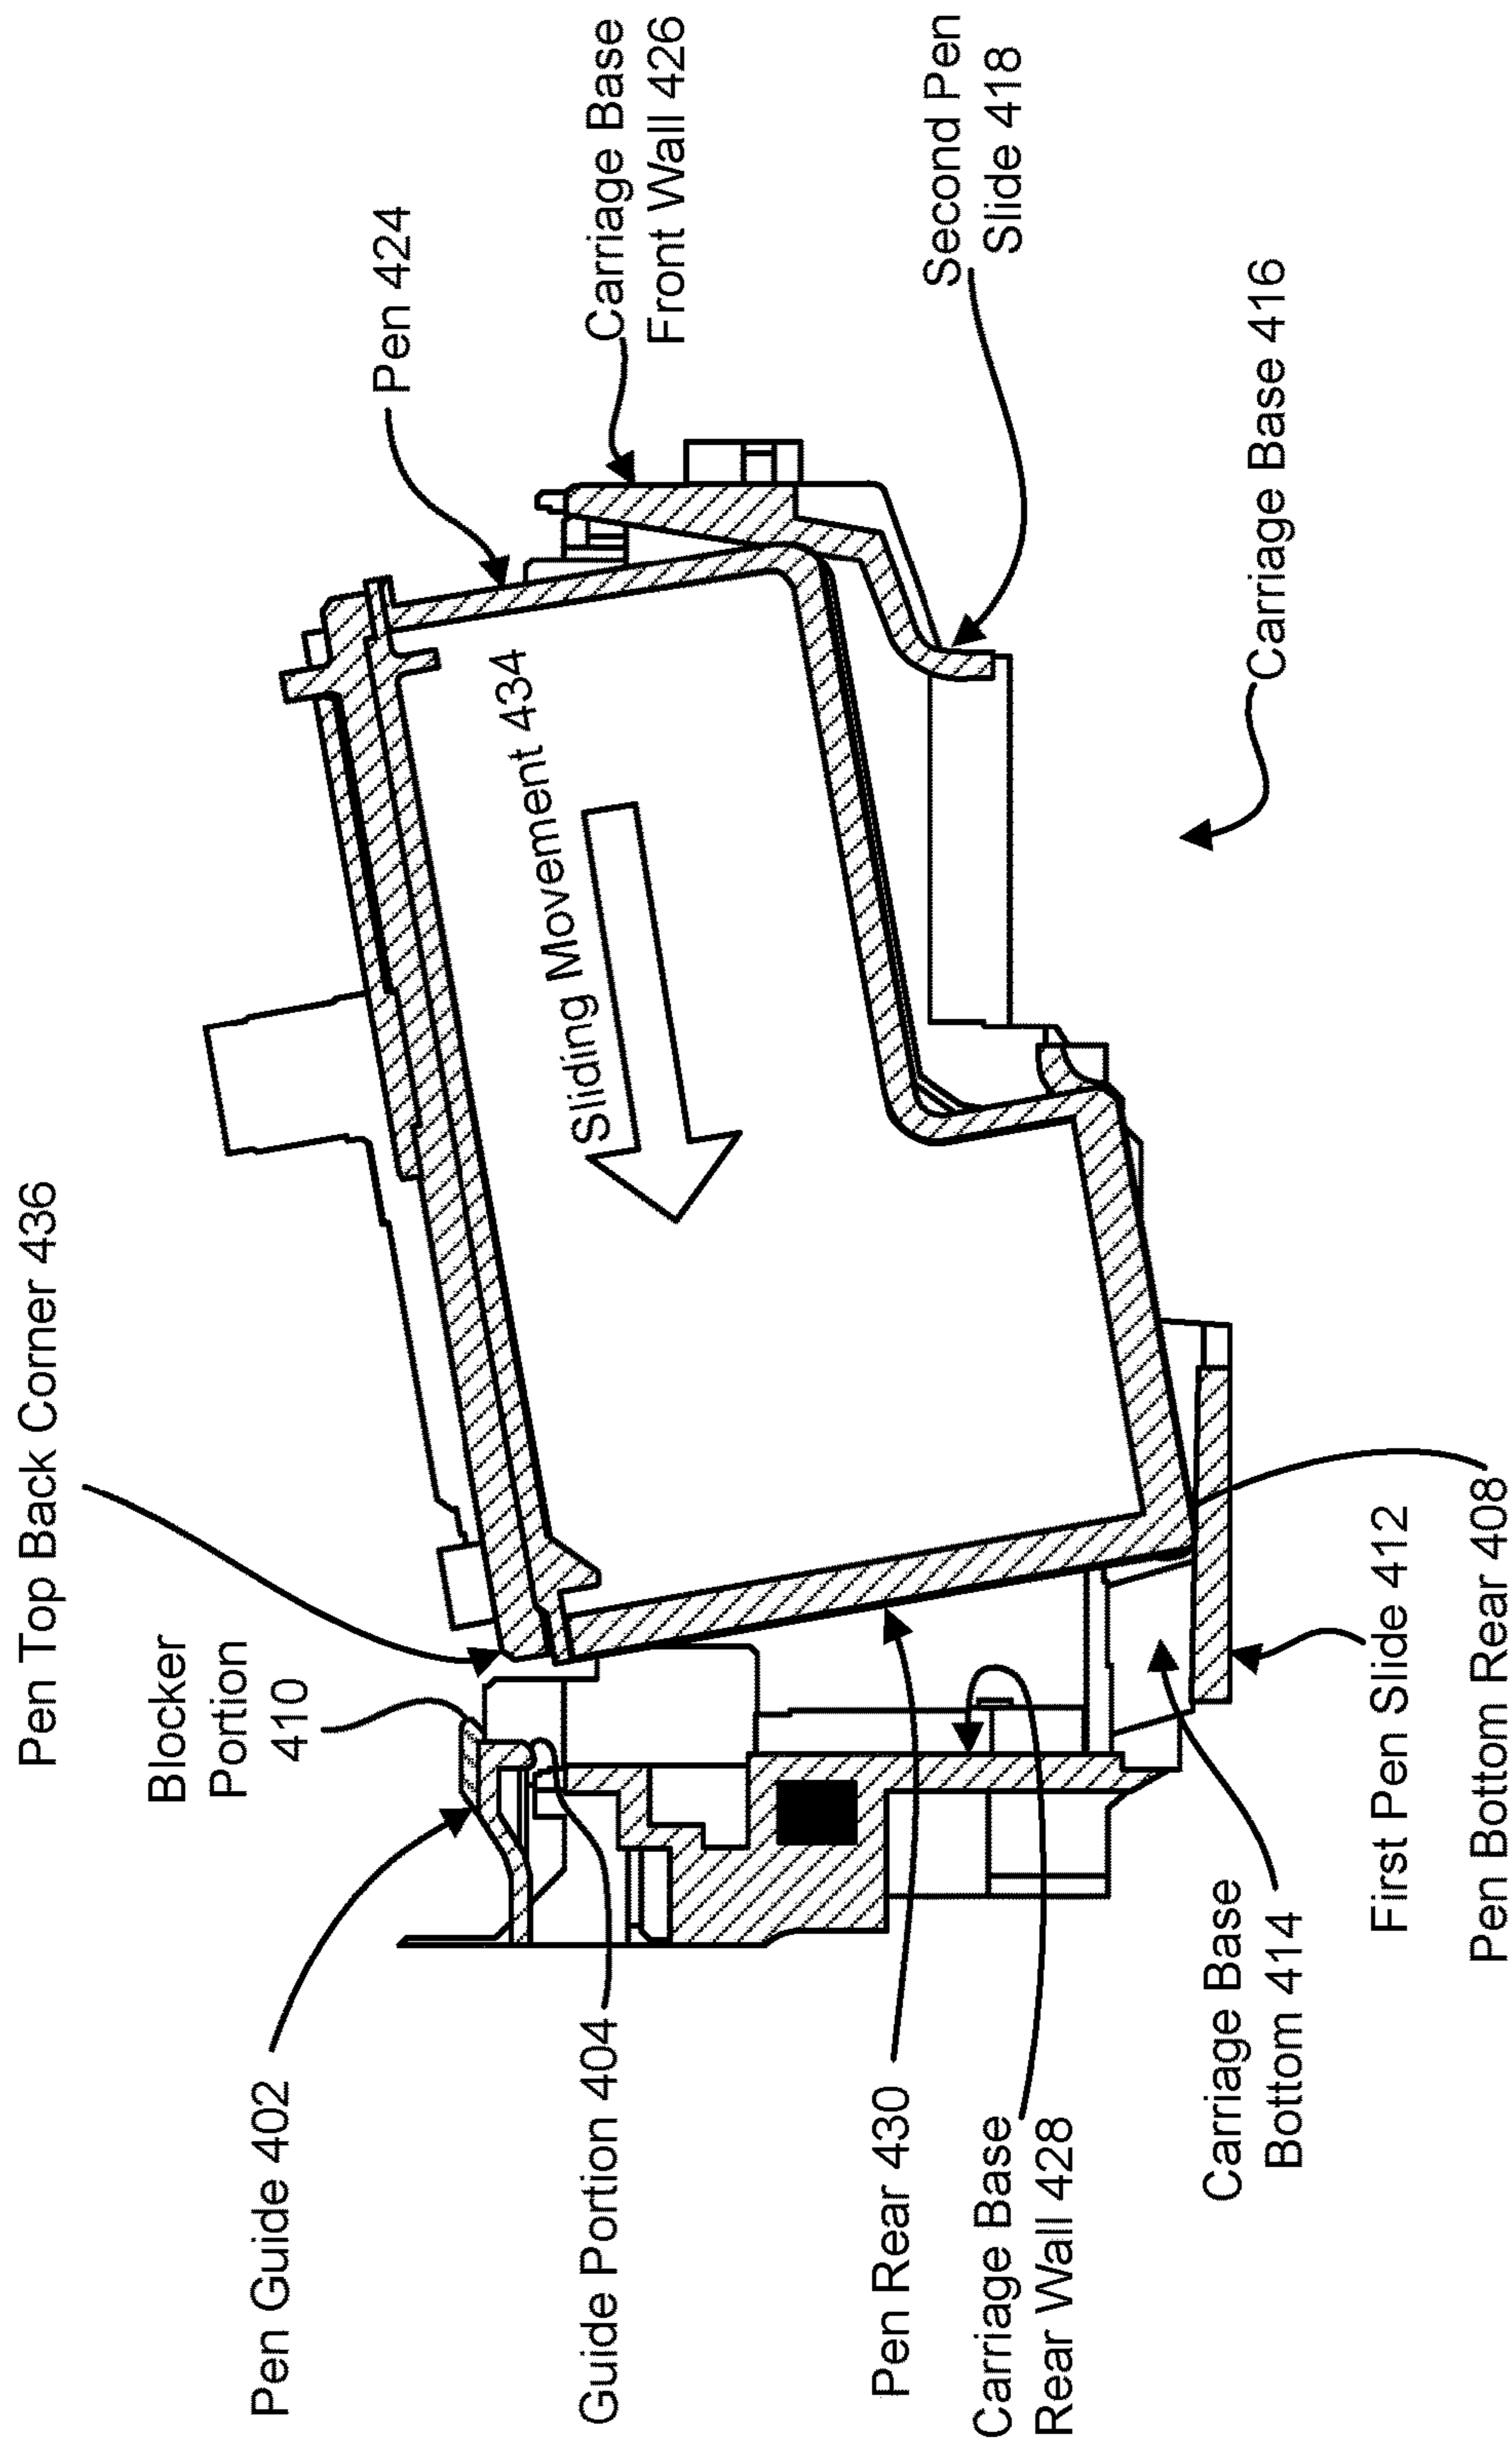 Pen Top Back Corner 436
Blocker
Portion
410
Pen Guide 402
Guide Portion 404
Pen 424
Carriage Base
Front Wall 426
Second Pen
Slide 418
Sliding Movement 434
Carriage Base 416
Pen Rear 430
Carriage Base
Rear Wall 428
Carriage Base
Bottom 414
First Pen Slide 412
Pen Bottom Rear 408